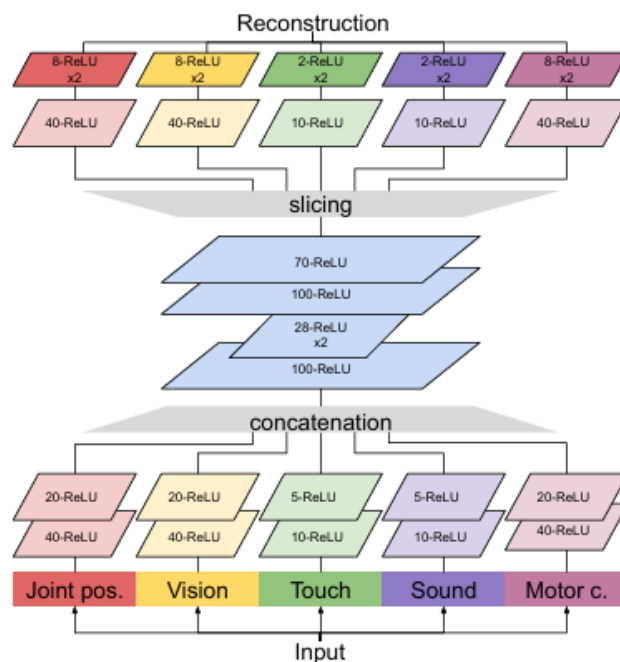 Reconstruction
8-ReLU
x2
8-ReLU
x2
2-ReLU
x2
2-ReLU
x2
8-ReLU
x2
40-ReLU
40-ReLU
10-ReLU
10-ReLU
40-ReLU
slicing
70-ReLU
100-ReLU
28-ReLU
x2
100-ReLU
concatenation
20-ReLU
20-ReLU
5-ReLU
5-ReLU
20-ReLU
40-ReLU
40-ReLU
10-ReLU
10-ReLU
40-ReLU
Joint pos.
Vision
Touch
Sound
Motor c.
Input